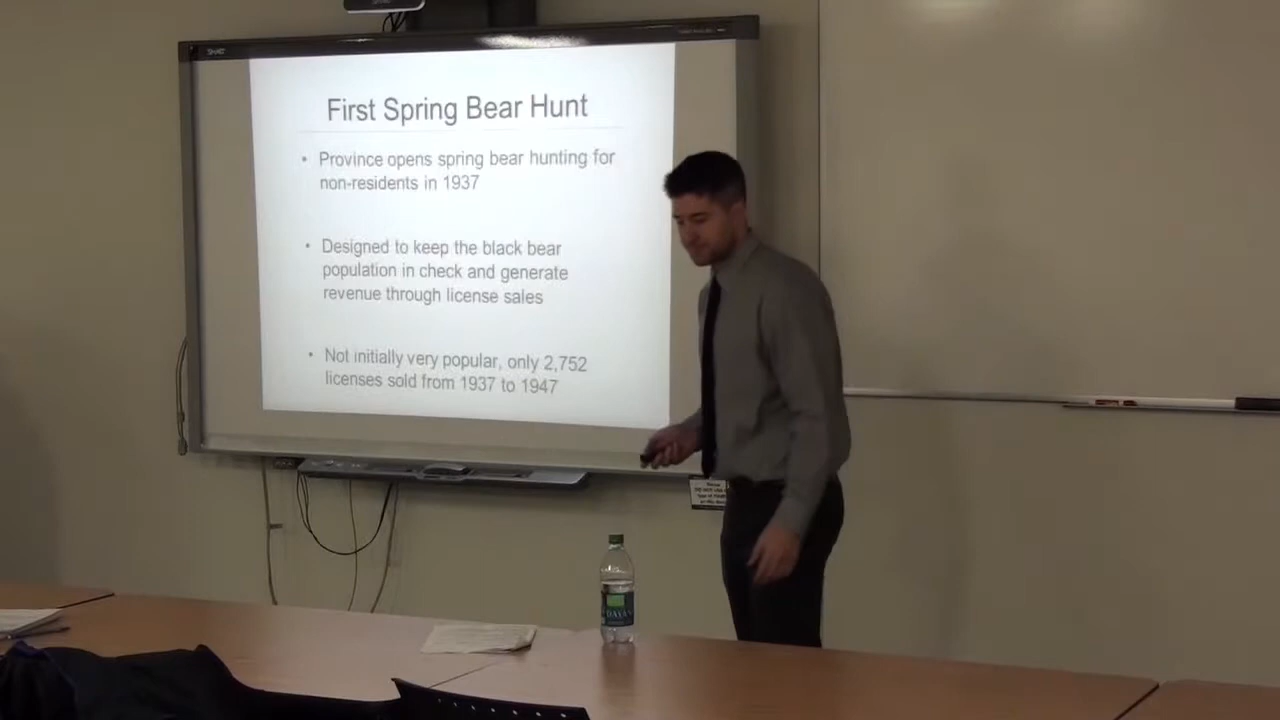 SMART
First Spring Bear Hunt
• Province opens spring bear hunting for
non-residents in 1937
• Designed to keep the black bear
population in check and generate
revenue through license sales
• Not initially very popular, only 2,752
licenses sold from 1937 to 1947
DASANI